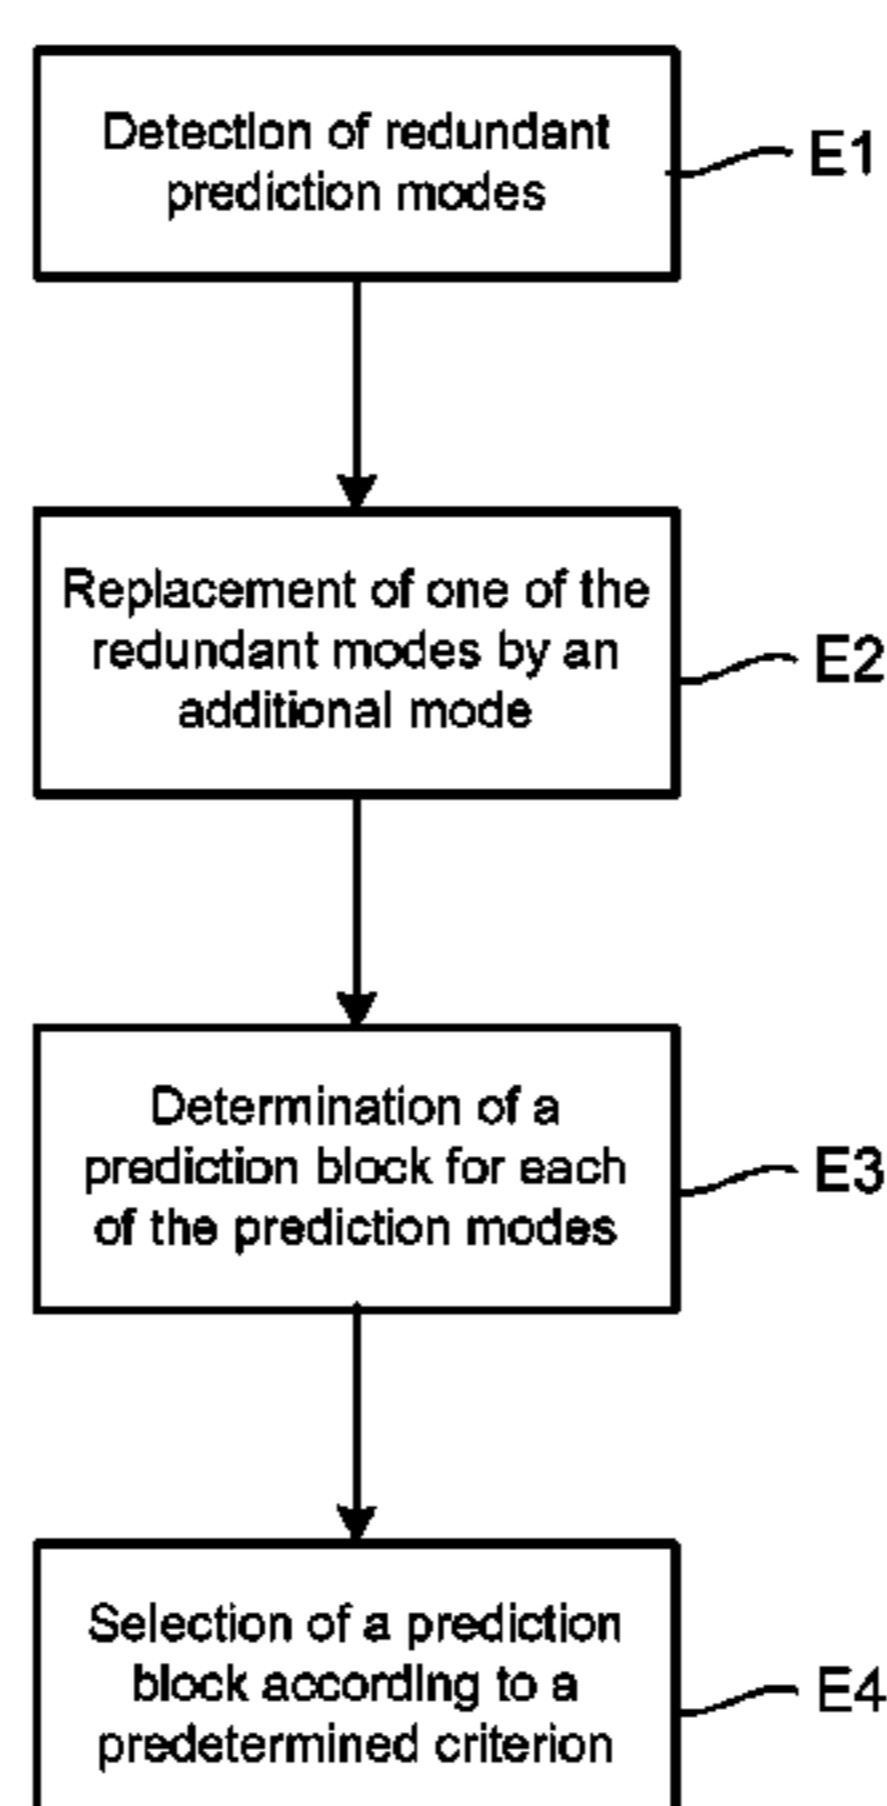 Detection of redundant
prediction modes
E1
Replacement of one of the
redundant modes by an
additional mode
E2
Determination of a
prediction block for each
of the prediction modes
E3
Selection of a prediction
block according to a
predetermined criterion
E4